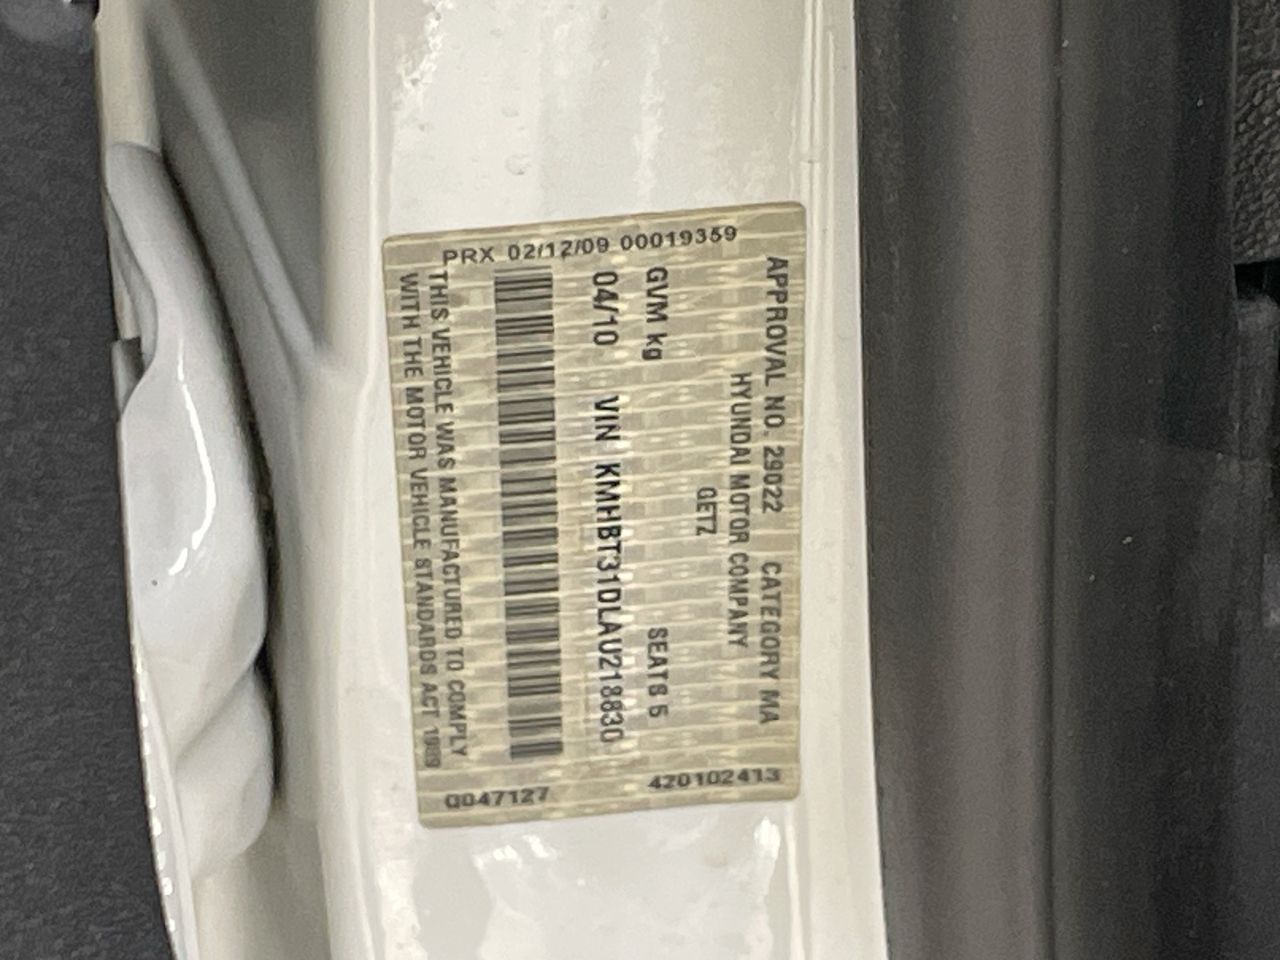 PRX 02/12/09 00019359
APPROVAL NO. 29022 CATEGORY MA
HYUNDAI MOTOR COMPANY
GETZ
GVM kg SEATS 5
04/10 VIN KMHBT31DLAU218830
THIS VEHICLE WAS MANUFACTURED TO COMPLY
WITH THE MOTOR VEHICLE STANDARDS ACT 1989
420102413
Q047127